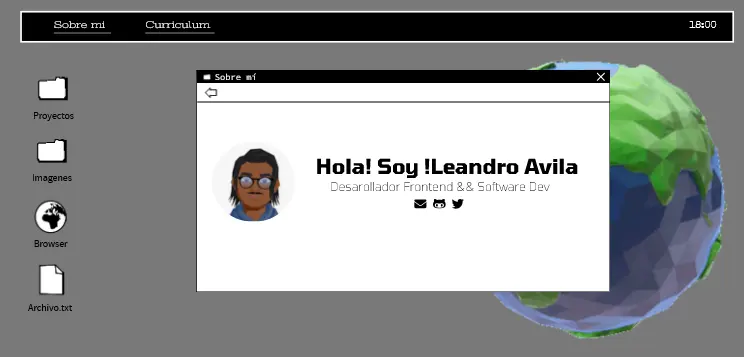 Sobre mi
Curriculum
18:00
Sobre mí
Proyectos
Imagenes
Browser
Archivo.txt
Hola! Soy !Leandro Avila
Desarollador Frontend && Software Dev